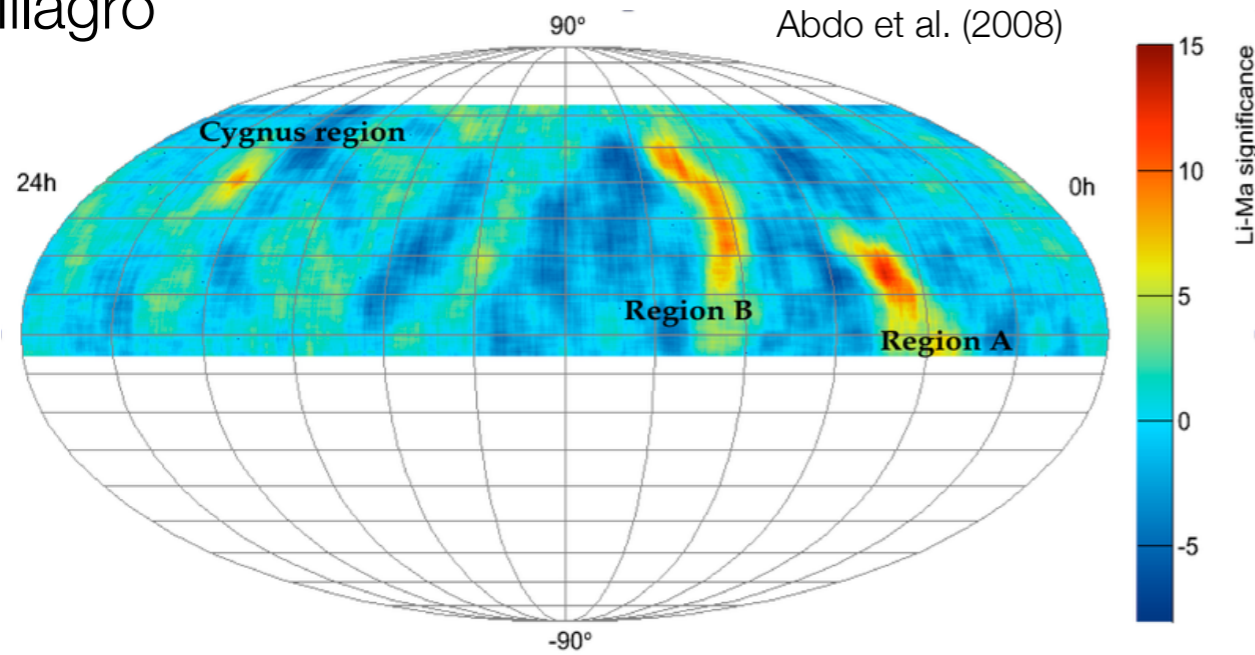 90°
Abdo et al. (2008)
Cygnus region
24h
0h
Region B
Region A
-90°
15
10
5
0
-5
Li-Ma significance